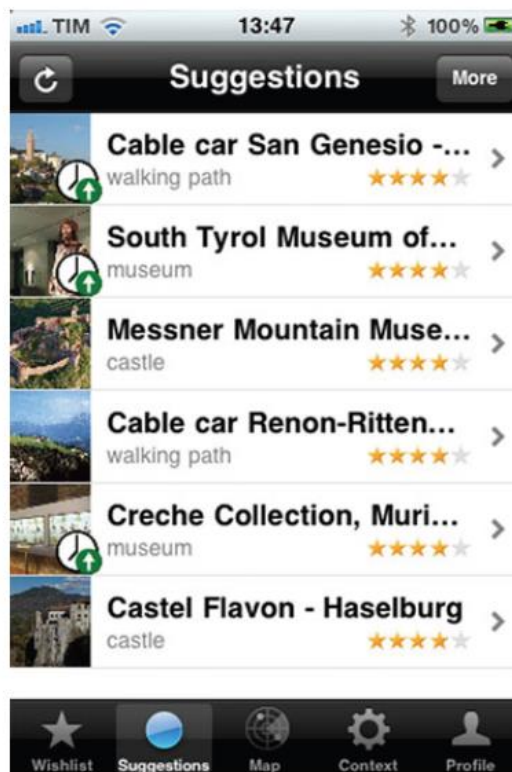 TIM 13:47 100%
Suggestions More
Cable car San Genesio -...
walking path
South Tyrol Museum of...
museum
Messner Mountain Muse...
castle
Cable car Renon-Ritten...
walking path
Creche Collection, Muri...
museum
Castel Flavon - Haselburg
castle
Wishlist Suggestions Map Context Profile